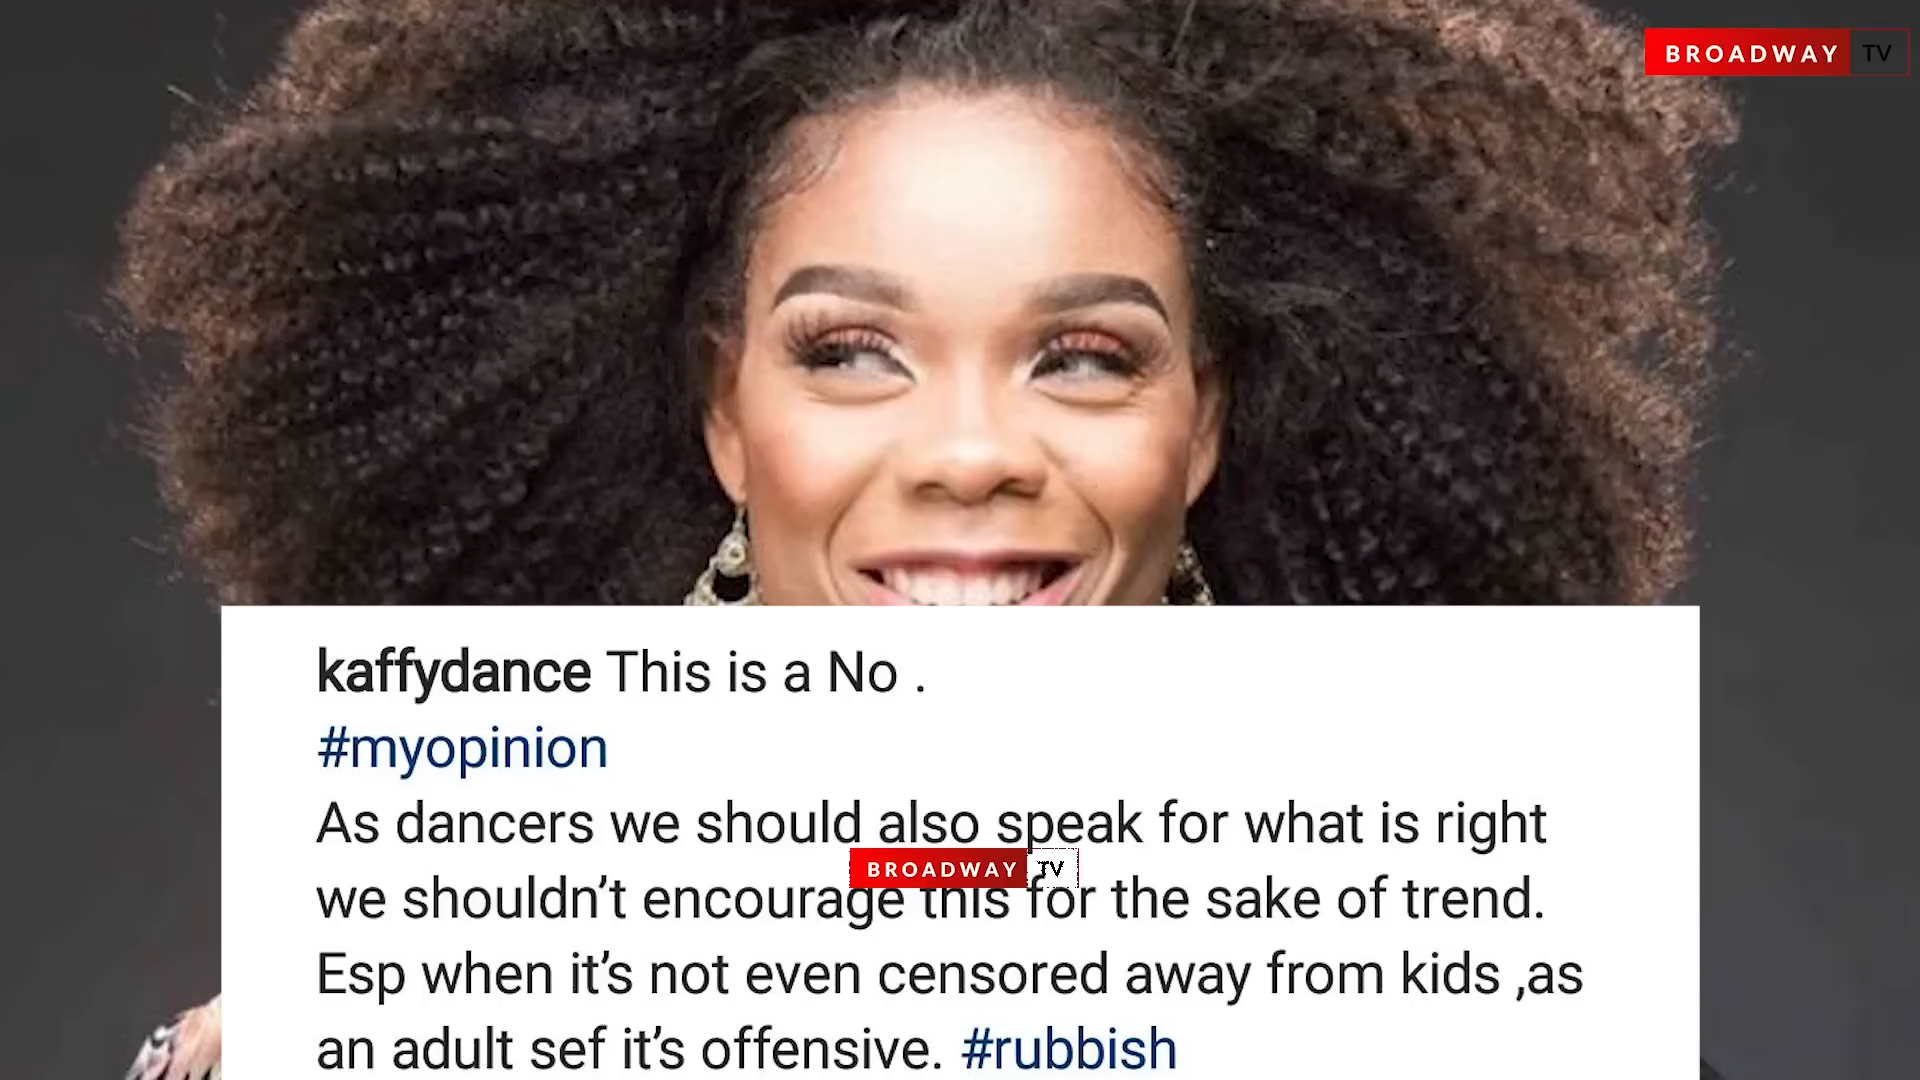 BROADWAY TV
kaffydance This is a No .
#myopinion
As dancers we should also speak for what is right
BROADWAY TV
we shouldn't encourage this for the sake of trend.
Esp when it's not even censored away from kids ,as
an adult sef it's offensive. #rubbish